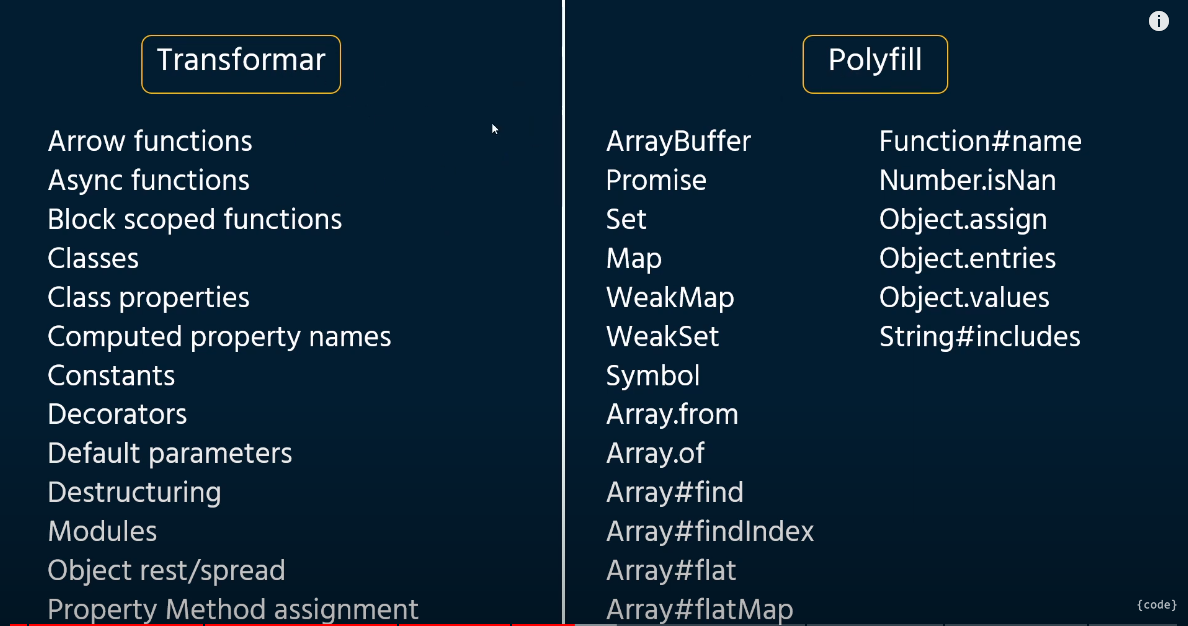 Transformar
Arrow functions
Async functions
Block scoped functions
Classes
Class properties
Computed property names
Constants
Decorators
Default parameters
Destructuring
Modules
Object rest/spread
Property Method assignment
Polyfill
ArrayBuffer
Promise
Set
Map
WeakMap
WeakSet
Symbol
Array.from
Array.of
Array#find
Array#findIndex
Array#flat
Array#flatMap
Function#name
Number.isNan
Object.assign
Object.entries
Object.values
String#includes
{code}